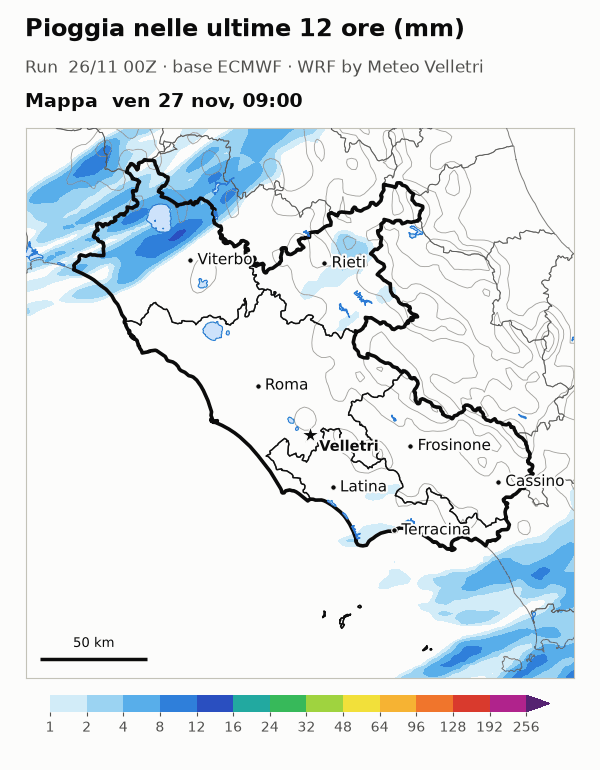 Pioggia nelle ultime 12 ore (mm)
Run  26/11 00Z · base ECMWF · WRF by Meteo Velletri
Mappa  ven 27 nov, 09:00
Viterbo
Rieti
Roma
Velletri
Frosinone
Cassino
Latina
Terracina
50 km
1 2 4 8 12 16 24 32 48 64 96 128 192 256